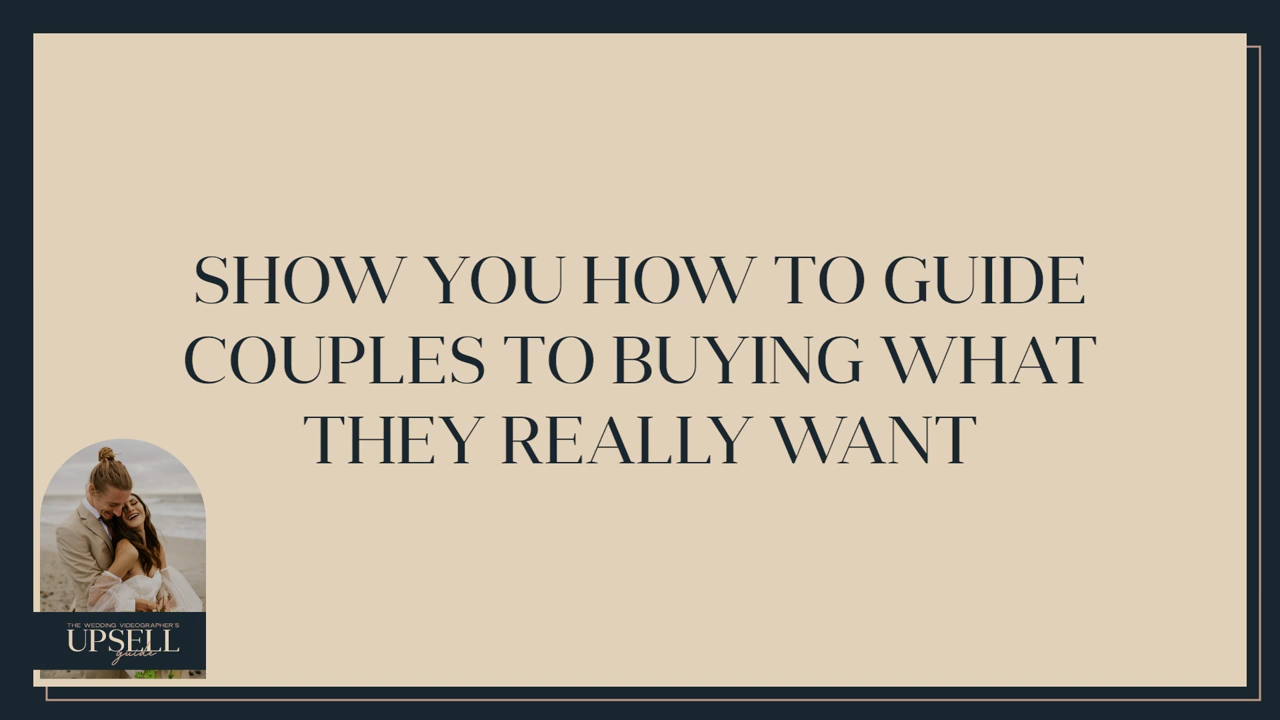 SHOW YOU HOW TO GUIDE
COUPLES TO BUYING WHAT
THEY REALLY WANT
THE WEDDING VIDEOGRAPHER'S
UPSELL
guide